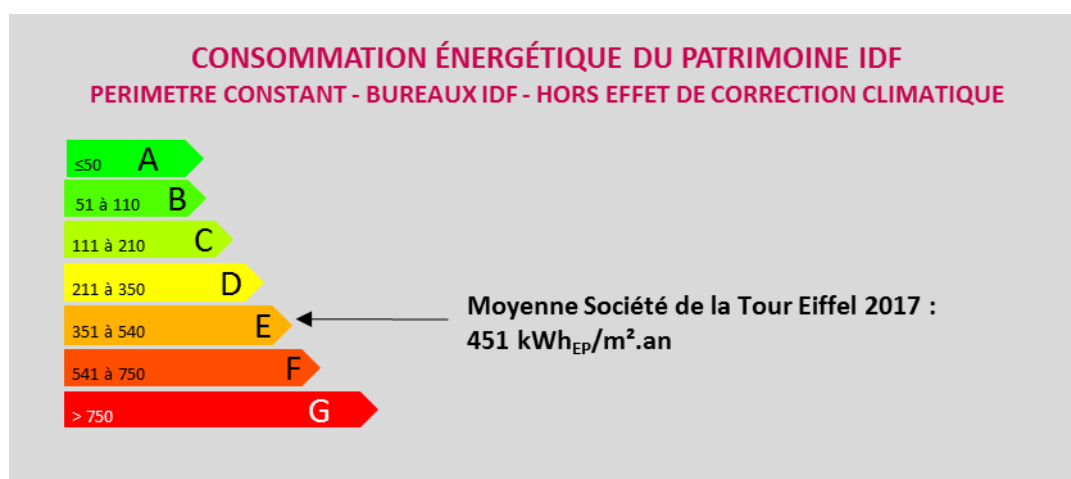 CONSOMMATION ÉNERGÉTIQUE DU PATRIMOINE IDF
PERIMETRE CONSTANT - BUREAUX IDF - HORS EFFET DE CORRECTION CLIMATIQUE
≤50 A
51 à 110 B
111 à 210 C
211 à 350 D
351 à 540 E
541 à 750 F
> 750 G
Moyenne Société de la Tour Eiffel 2017 :
451 kWhEP/m².an